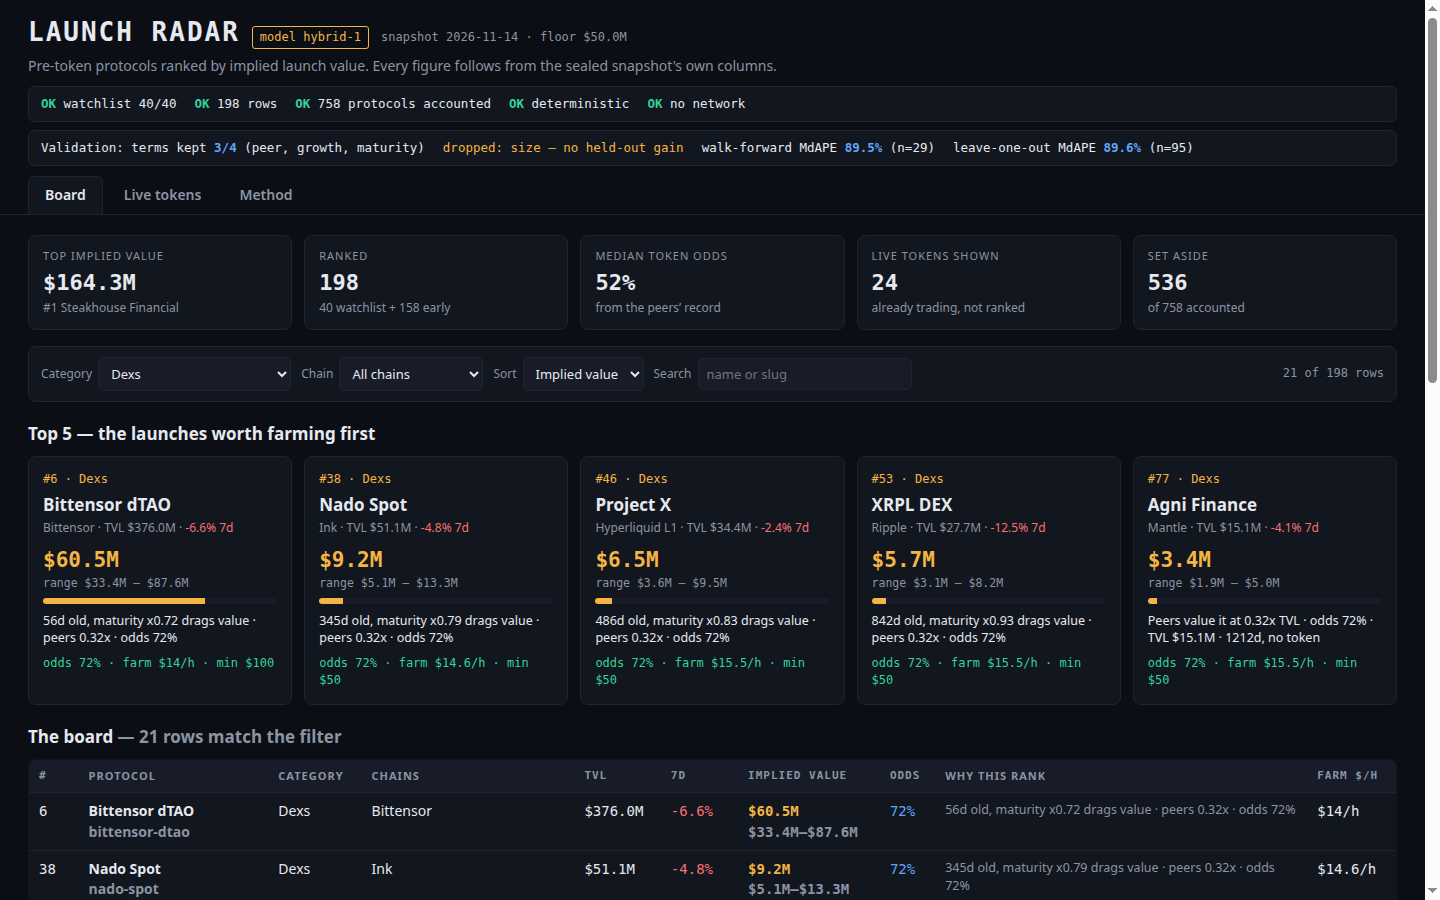 LAUNCH RADAR model hybrid-1 snapshot 2026-11-14 · floor $50.0M
Pre-token protocols ranked by implied launch value. Every figure follows from the sealed snapshot's own columns.
OK watchlist 40/40 OK 198 rows OK 758 protocols accounted OK deterministic OK no network
Validation: terms kept 3/4 (peer, growth, maturity) dropped: size — no held-out gain walk-forward MdAPE 89.5% (n=29) leave-one-out MdAPE 89.6% (n=95)
Board Live tokens Method
TOP IMPLIED VALUE
$164.3M
#1 Steakhouse Financial
RANKED
198
40 watchlist + 158 early
MEDIAN TOKEN ODDS
52%
from the peers’ record
LIVE TOKENS SHOWN
24
already trading, not ranked
SET ASIDE
536
of 758 accounted
Category Dexs Chain All chains Sort Implied value Search name or slug 21 of 198 rows
Top 5 — the launches worth farming first
#6 · Dexs
Bittensor dTAO
Bittensor · TVL $376.0M · -6.6% 7d
$60.5M
range $33.4M — $87.6M
56d old, maturity x0.72 drags value ·
peers 0.32x · odds 72%
odds 72% · farm $14/h · min $100
#38 · Dexs
Nado Spot
Ink · TVL $51.1M · -4.8% 7d
$9.2M
range $5.1M — $13.3M
345d old, maturity x0.79 drags value ·
peers 0.32x · odds 72%
odds 72% · farm $14.6/h · min
$50
#46 · Dexs
Project X
Hyperliquid L1 · TVL $34.4M · -2.4% 7d
$6.5M
range $3.6M — $9.5M
486d old, maturity x0.83 drags value ·
peers 0.32x · odds 72%
odds 72% · farm $15.5/h · min
$50
#53 · Dexs
XRPL DEX
Ripple · TVL $27.7M · -12.5% 7d
$5.7M
range $3.1M — $8.2M
842d old, maturity x0.93 drags value ·
peers 0.32x · odds 72%
odds 72% · farm $15.5/h · min
$50
#77 · Dexs
Agni Finance
Mantle · TVL $15.1M · -4.1% 7d
$3.4M
range $1.9M — $5.0M
Peers value it at 0.32x TVL · odds 72% ·
TVL $15.1M · 1212d, no token
odds 72% · farm $15.5/h · min
$50
The board — 21 rows match the filter
# PROTOCOL CATEGORY CHAINS TVL 7D IMPLIED VALUE ODDS WHY THIS RANK FARM $/H
6 Bittensor dTAO Dexs Bittensor $376.0M -6.6% $60.5M 72% 56d old, maturity x0.72 drags value · peers 0.32x · odds 72% $14/h
bittensor-dtao $33.4M—$87.6M
38 Nado Spot Dexs Ink $51.1M -4.8% $9.2M 72% 345d old, maturity x0.79 drags value · peers 0.32x · odds $14.6/h
nado-spot $5.1M—$13.3M 72%